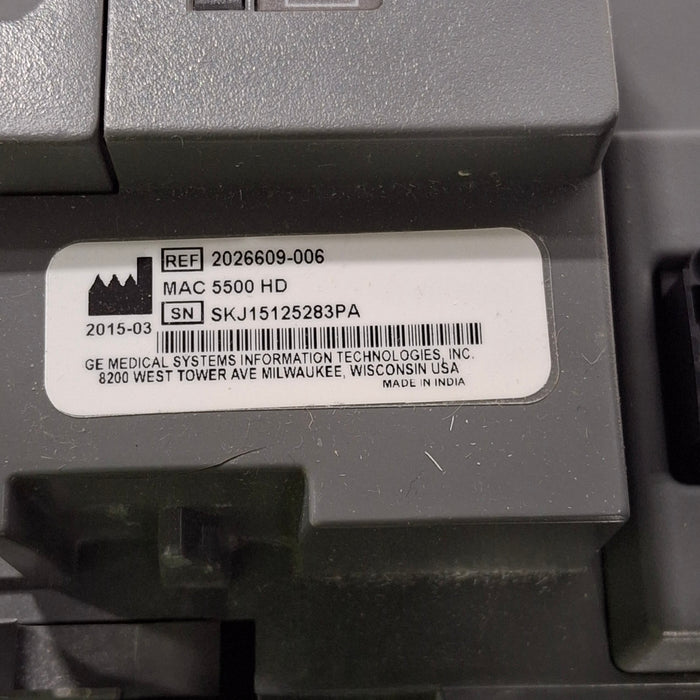 REF 2026609-006
MAC 5500 HD
SN SKJ15125283PA
2015-03
GE MEDICAL SYSTEMS INFORMATION TECHNOLOGIES, INC.
8200 WEST TOWER AVE MILWAUKEE, WISCONSIN USA
MADE IN INDIA